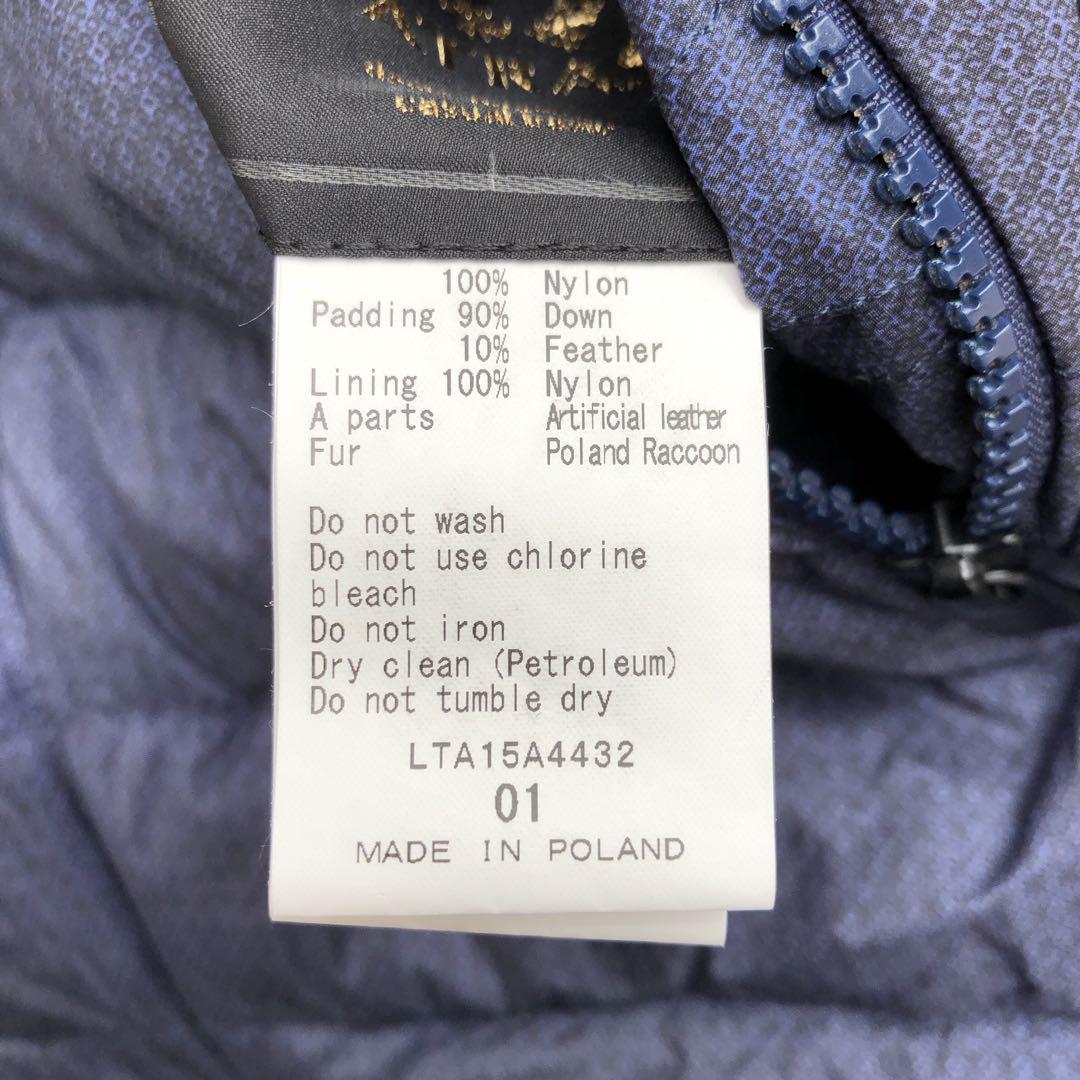 100% Nylon
Padding 90% Down
10% Feather
Lining 100% Nylon
A parts Artificial leather
Fur Poland Raccoon
Do not wash
Do not use chlorine
bleach
Do not iron
Dry clean (Petroleum)
Do not tumble dry
LTA15A4432
01
MADE IN POLAND